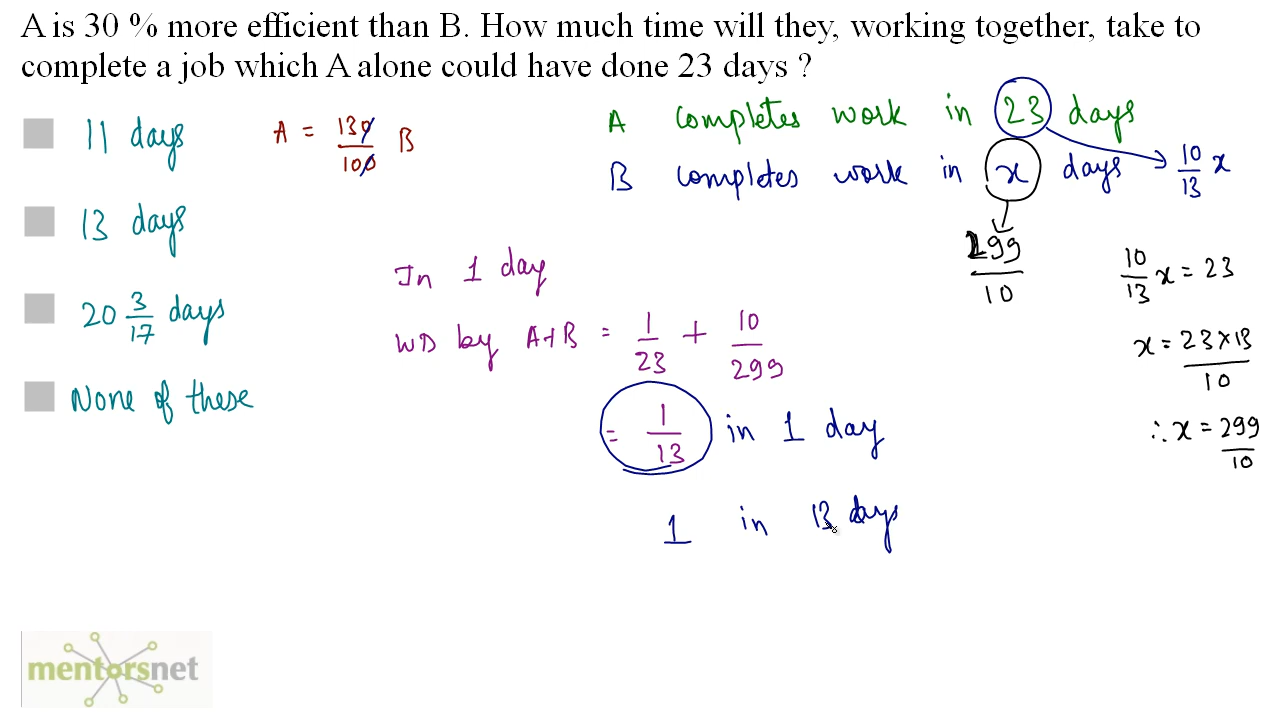 A is 30 % more efficient than B. How much time will they, working together, take to
complete a job which A alone could have done 23 days ?
11 days
13 days
20 3/17 days
None of these
A = 130/100 B
A completes work in 23 days
B completes work in x days → 10/13 x
299/10
10/13 x = 23
x = 23×13/10
∴ x = 299/10
In 1 day
WD by A+B = 1/23 + 10/299
= 1/13 in 1 day
1 in 13 days
mentorsnet